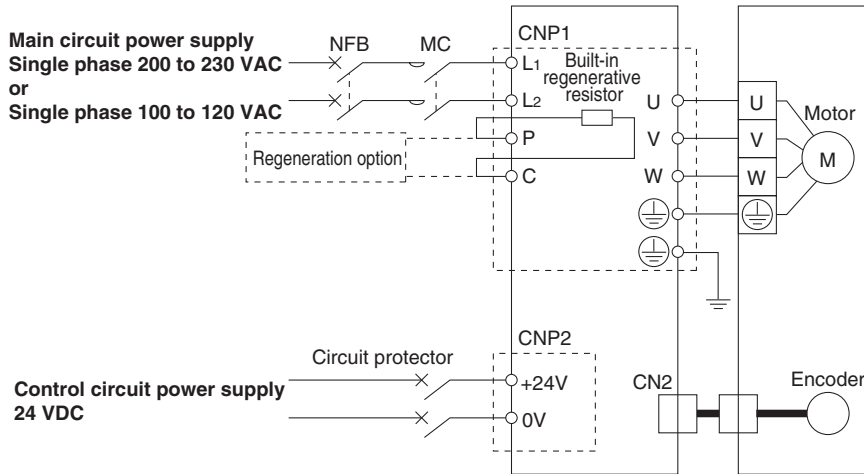 Main circuit power supply
Single phase 200 to 230 VAC
or
Single phase 100 to 120 VAC
NFB
MC
CNP1
L1
L2
P
C
Built-in
regenerative
resistor
Regeneration option
U
V
W
U
V
W
Motor
M
CNP2
Circuit protector
+24V
0V
Control circuit power supply
24 VDC
CN2
Encoder